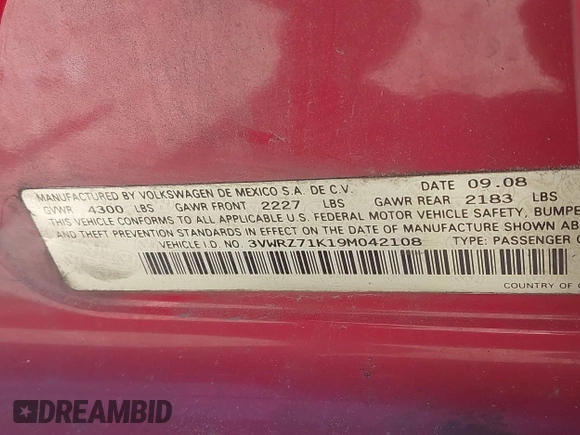 MANUFACTURED BY VOLKSWAGEN DE MEXICO S.A. DE C.V. DATE 09.08
GVWR 4300 LBS GAWR FRONT 2227 LBS GAWR REAR 2183 LBS
THIS VEHICLE CONFORMS TO ALL APPLICABLE U.S. FEDERAL MOTOR VEHICLE SAFETY, BUMPE
AND THEFT PREVENTION STANDARDS IN EFFECT ON THE DATE OF MANUFACTURE SHOWN AB
VEHICLE I.D. NO. 3VWRZ71K19M042108 TYPE: PASSENGER
COUNTRY OF
DREAMBID